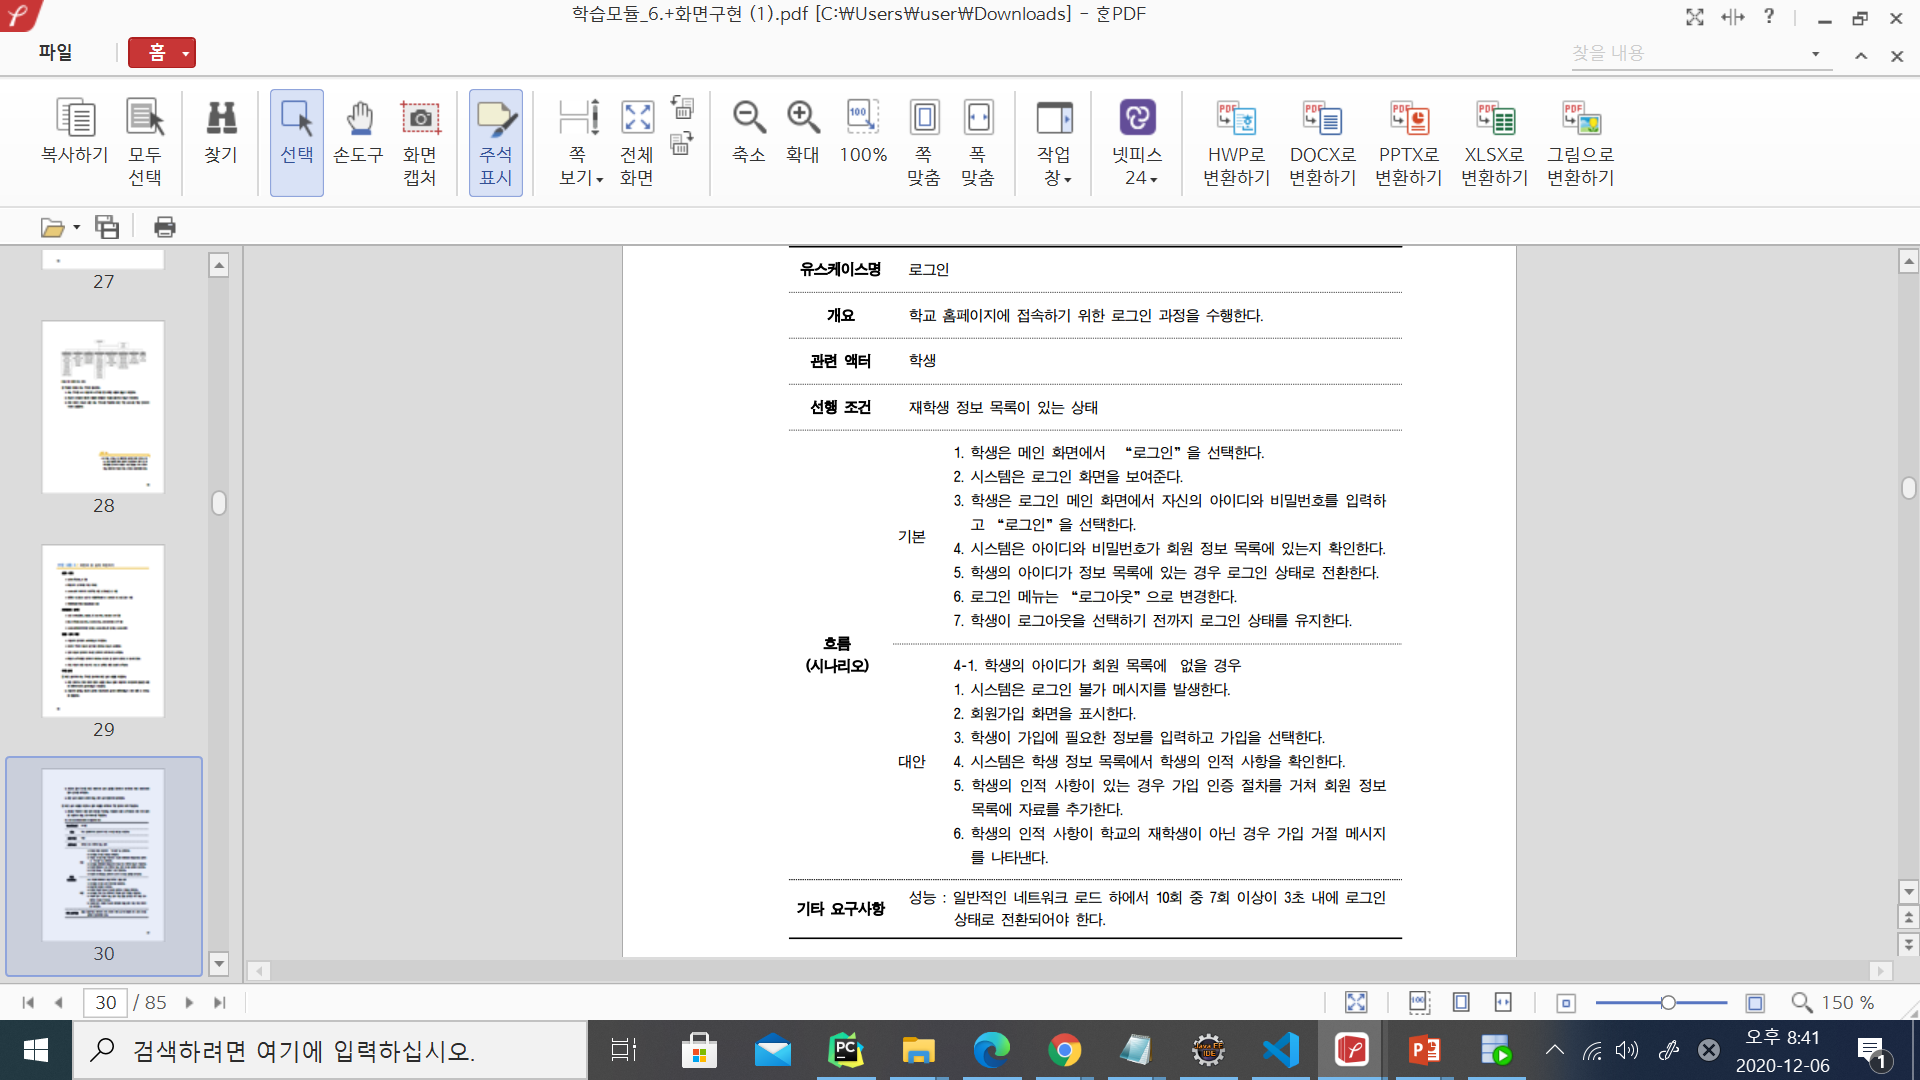 학습모듈_6.+화면구현 (1).pdf [C:₩Users₩user₩Downloads] - 훈PDF
파일
홈
찾을 내용
복사하기
모두
선택
찾기
선택
손도구
화면
캡처
주석
표시
쪽
보기
전체
화면
축소
확대
100%
쪽
맞춤
폭
맞춤
작업
창
넷피스
24
HWP로
변환하기
DOCX로
변환하기
PPTX로
변환하기
XLSX로
변환하기
그림으로
변환하기
27
28
29
30
유스케이스명 로그인
개요 학교 홈페이지에 접속하기 위한 로그인 과정을 수행한다.
관련 액터 학생
선행 조건 재학생 정보 목록이 있는 상태
흐름
(시나리오)
기본
1. 학생은 메인 화면에서 “로그인”을 선택한다.
2. 시스템은 로그인 화면을 보여준다.
3. 학생은 로그인 메인 화면에서 자신의 아이디와 비밀번호를 입력하
고 “로그인”을 선택한다.
4. 시스템은 아이디와 비밀번호가 회원 정보 목록에 있는지 확인한다.
5. 학생의 아이디가 정보 목록에 있는 경우 로그인 상태로 전환한다.
6. 로그인 메뉴는 “로그아웃”으로 변경한다.
7. 학생이 로그아웃을 선택하기 전까지 로그인 상태를 유지한다.
대안
4-1. 학생의 아이디가 회원 목록에 없을 경우
1. 시스템은 로그인 불가 메시지를 발생한다.
2. 회원가입 화면을 표시한다.
3. 학생이 가입에 필요한 정보를 입력하고 가입을 선택한다.
4. 시스템은 학생 정보 목록에서 학생의 인적 사항을 확인한다.
5. 학생의 인적 사항이 있는 경우 가입 인증 절차를 거쳐 회원 정보
목록에 자료를 추가한다.
6. 학생의 인적 사항이 학교의 재학생이 아닌 경우 가입 거절 메시지
를 나타낸다.
기타 요구사항
성능 : 일반적인 네트워크 로드 하에서 10회 중 7회 이상이 3초 내에 로그인
상태로 전환되어야 한다.
30 / 85
150 %
검색하려면 여기에 입력하십시오.
오후 8:41
2020-12-06
1